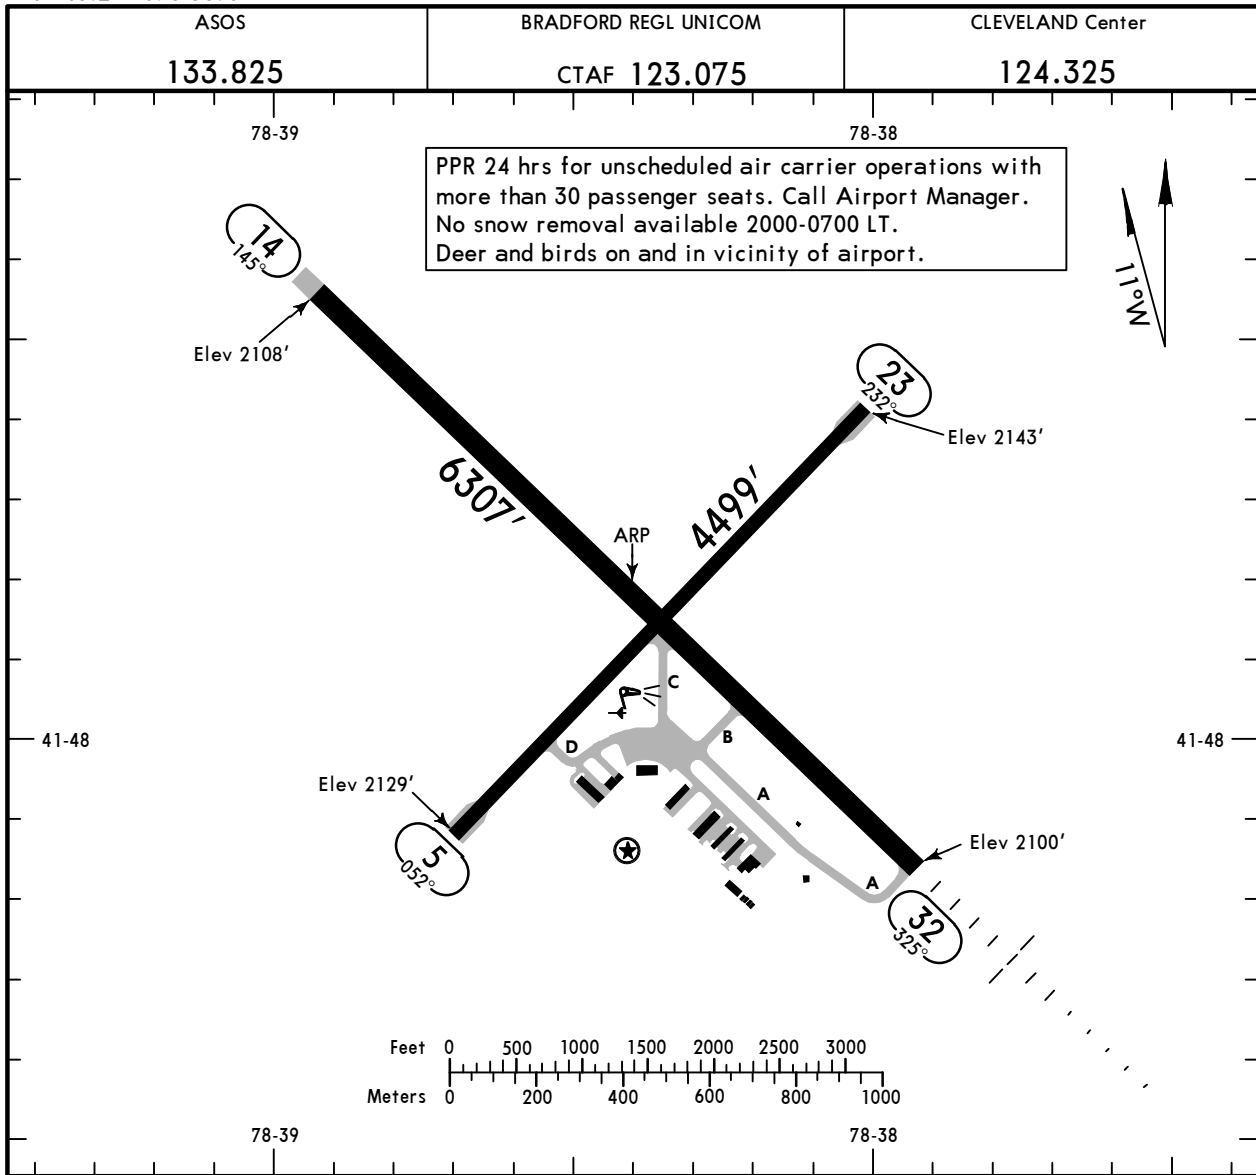 ASOS
133.825
BRADFORD REGL UNICOM
CTAF 123.075
CLEVELAND Center
124.325
78-39
78-38
PPR 24 hrs for unscheduled air carrier operations with
more than 30 passenger seats. Call Airport Manager.
No snow removal available 2000-0700 LT.
Deer and birds on and in vicinity of airport.
11°W
14
145°
Elev 2108'
23
232°
Elev 2143'
6307'
4499'
ARP
C
D
B
A
41-48
41-48
Elev 2129'
5
052°
Elev 2100'
A
32
325°
Feet 0 500 1000 1500 2000 2500 3000
Meters 0 200 400 600 800 1000
78-39
78-38